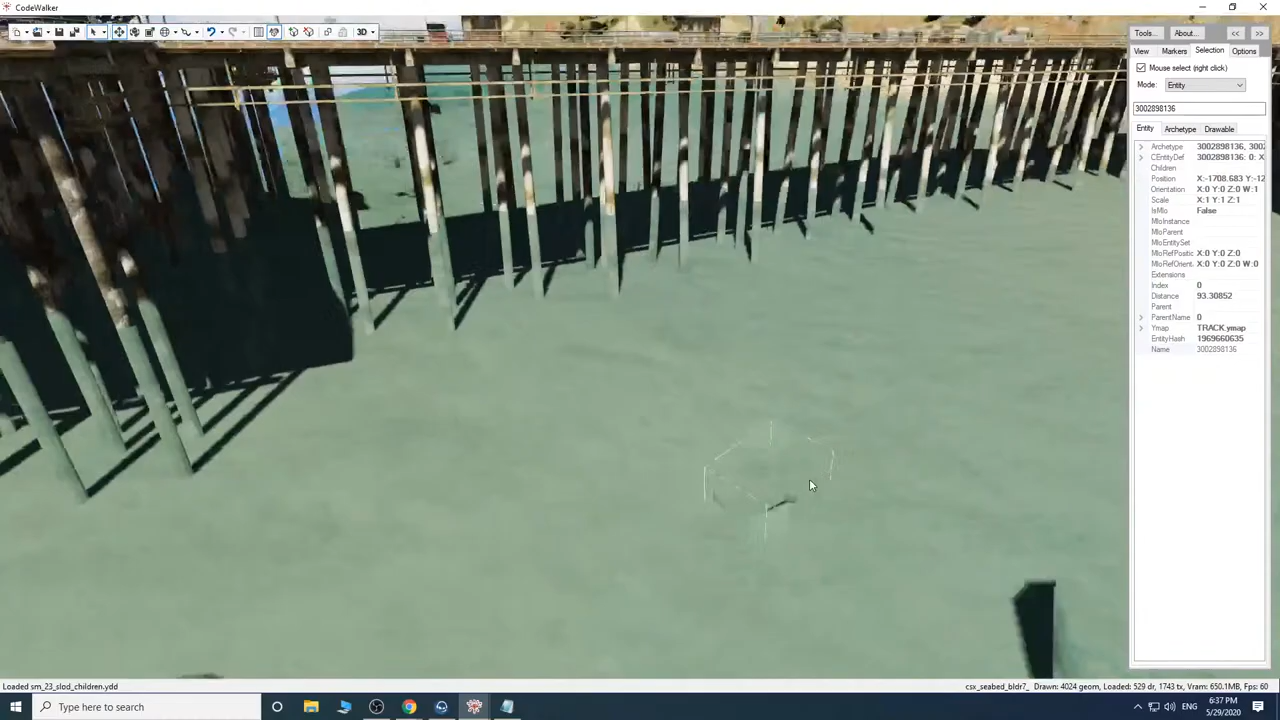 CodeWalker
3D
Tools...
About...
<<
>>
View
Markers
Selection
Options
Mouse select (right click)
Mode:
Entity
3002898136
Entity
Archetype
Drawable
Archetype 3002898136, 3002
CEntityDef 3002898136: 0: X
Children
Position X:-1708.683 Y:-12
Orientation X:0 Y:0 Z:0 W:1
Scale X:1 Y:1 Z:1
IsMlo False
MloInstance
MloParent
MloEntitySet
MloRefPositic X:0 Y:0 Z:0
MloRefOrient X:0 Y:0 Z:0 W:0
Extensions
Index 0
Distance 93.30852
Parent
ParentName 0
Ymap TRACK.ymap
EntityHash 1969660635
Name 3002898136
Loaded sm_23_slod_children.ydd
csx_seabed_bldr7_ Drawn: 4024 geom, Loaded: 529 dr, 1743 tx, Vram: 650.1MB, Fps: 60
Type here to search
ENG
6:37 PM
5/29/2020